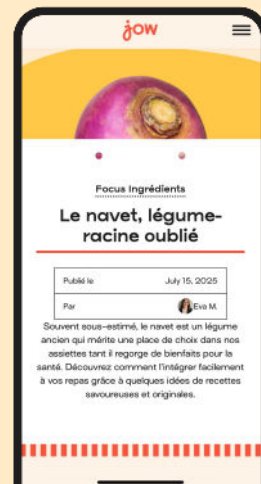 jow
Focus Ingrédients
Le navet, légume-
racine oublié
Publié le July 15, 2025
Par Eve M.
Souvent sous-estimé, le navet est un légume
ancien qui mérite une place de choix dans nos
assiettes tant il regorge de bienfaits pour la
santé. Découvrez comment l'intégrer facilement
à vos repas grâce à quelques idées de recettes
savoureuses et originales.